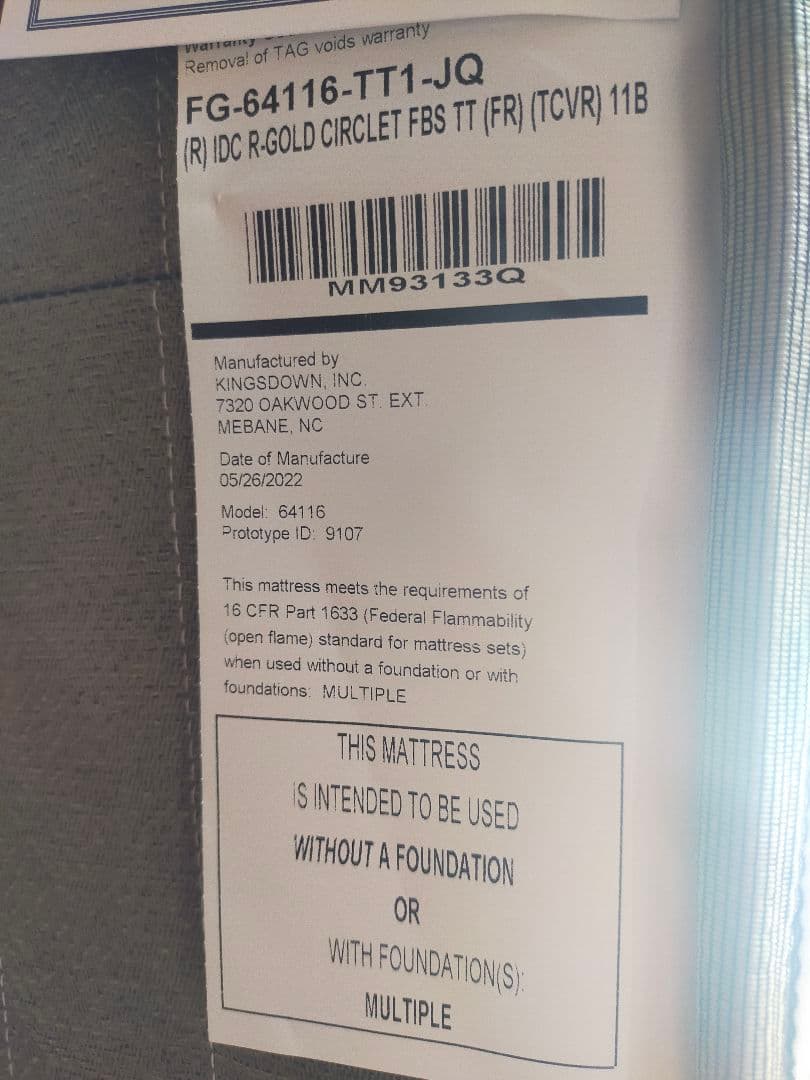 Warranty
Removal of TAG voids warranty
FG-64116-TT1-JQ
(R) IDC R-GOLD CIRCLET FBS TT (FR) (TCVR) 11B
MM93133Q
Manufactured by
KINGSDOWN, INC.
7320 OAKWOOD ST. EXT.
MEBANE, NC
Date of Manufacture
05/26/2022
Model: 64116
Prototype ID: 9107
This mattress meets the requirements of
16 CFR Part 1633 (Federal Flammability
(open flame) standard for mattress sets)
when used without a foundation or with
foundations: MULTIPLE
THIS MATTRESS
IS INTENDED TO BE USED
WITHOUT A FOUNDATION
OR
WITH FOUNDATION(S):
MULTIPLE